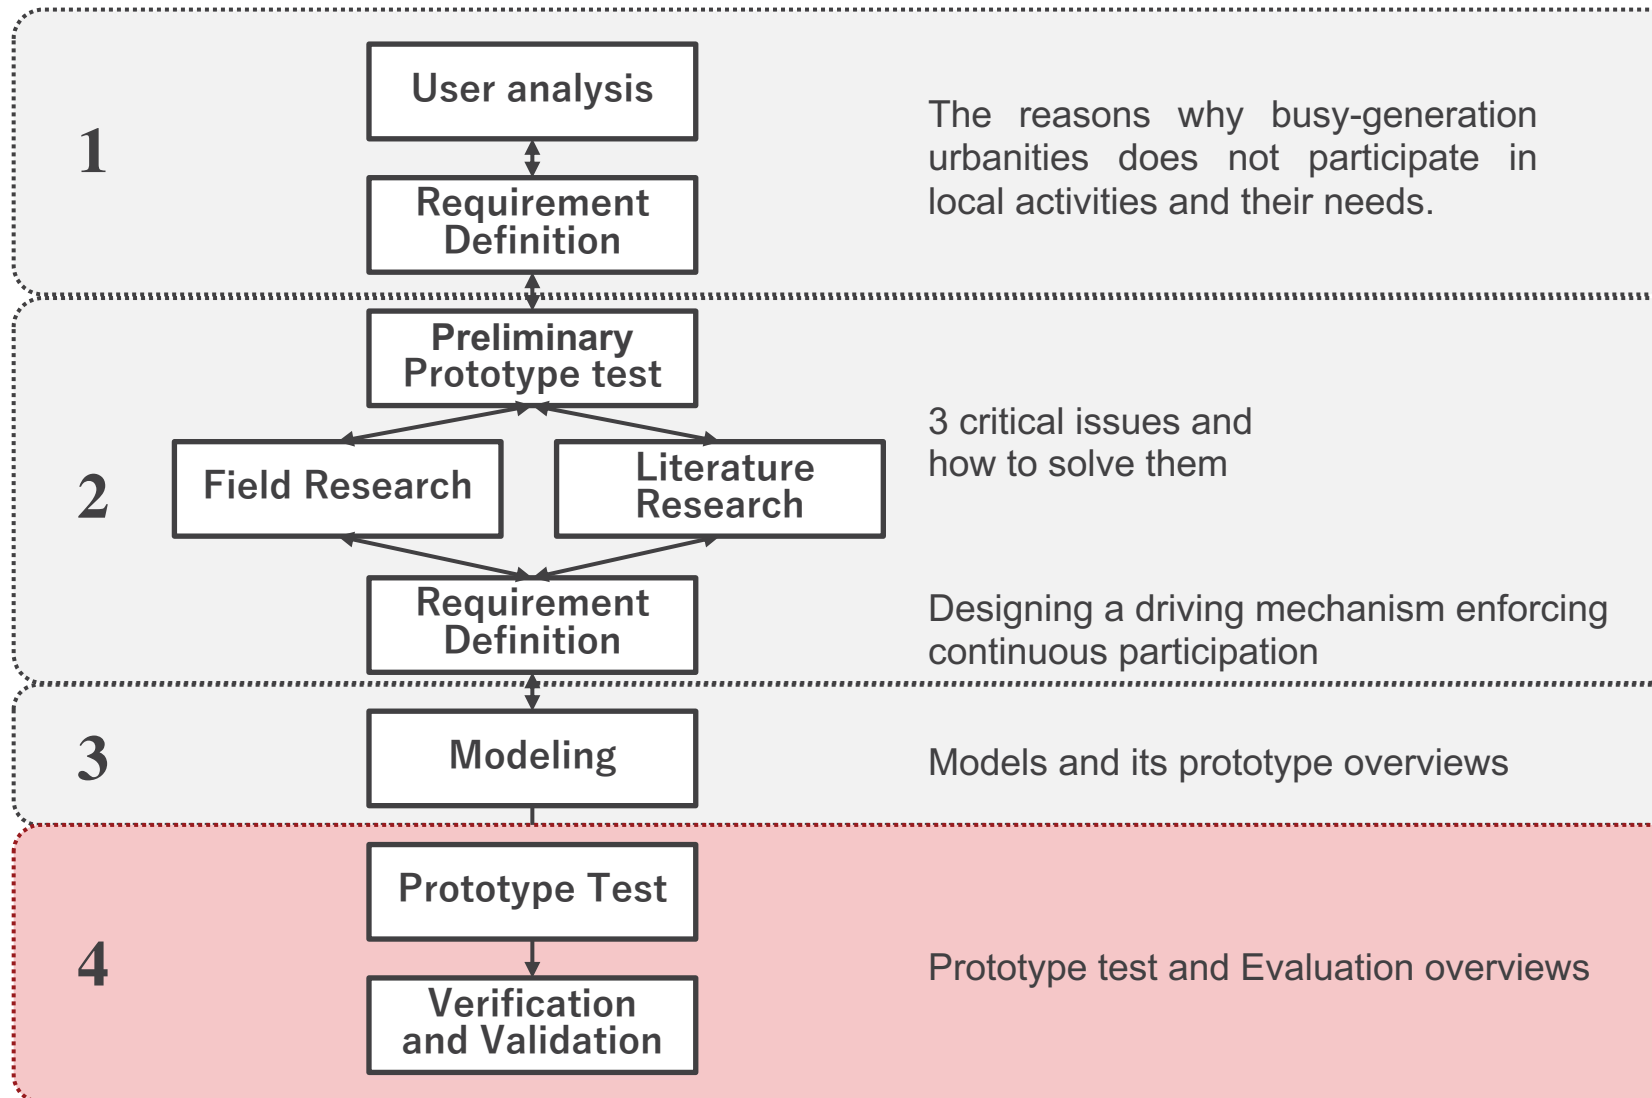 1
User analysis
Requirement
Definition
The reasons why busy-generation
urbanities does not participate in
local activities and their needs.
2
Preliminary
Prototype test
Field Research
Literature
Research
Requirement
Definition
3 critical issues and
how to solve them
Designing a driving mechanism enforcing
continuous participation
3
Modeling
Models and its prototype overviews
4
Prototype Test
Verification
and Validation
Prototype test and Evaluation overviews